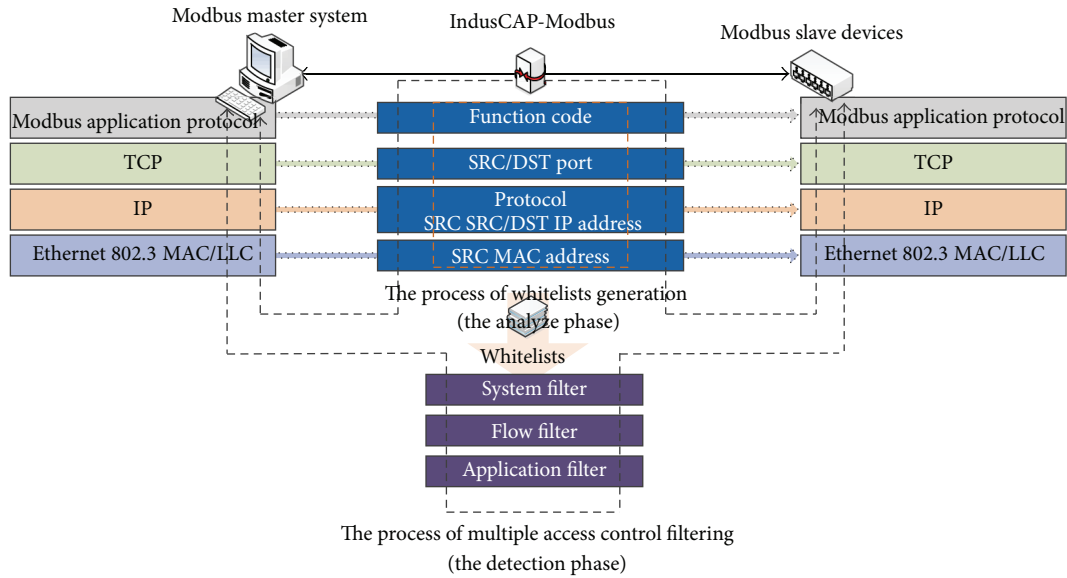 Modbus master system
IndusCAP-Modbus
Modbus slave devices
Modbus application protocol
Function code
Modbus application protocol
TCP
SRC/DST port
TCP
IP
Protocol
SRC SRC/DST IP address
IP
Ethernet 802.3 MAC/LLC
SRC MAC address
Ethernet 802.3 MAC/LLC
The process of whitelists generation
(the analyze phase)
Whitelists
System filter
Flow filter
Application filter
The process of multiple access control filtering
(the detection phase)